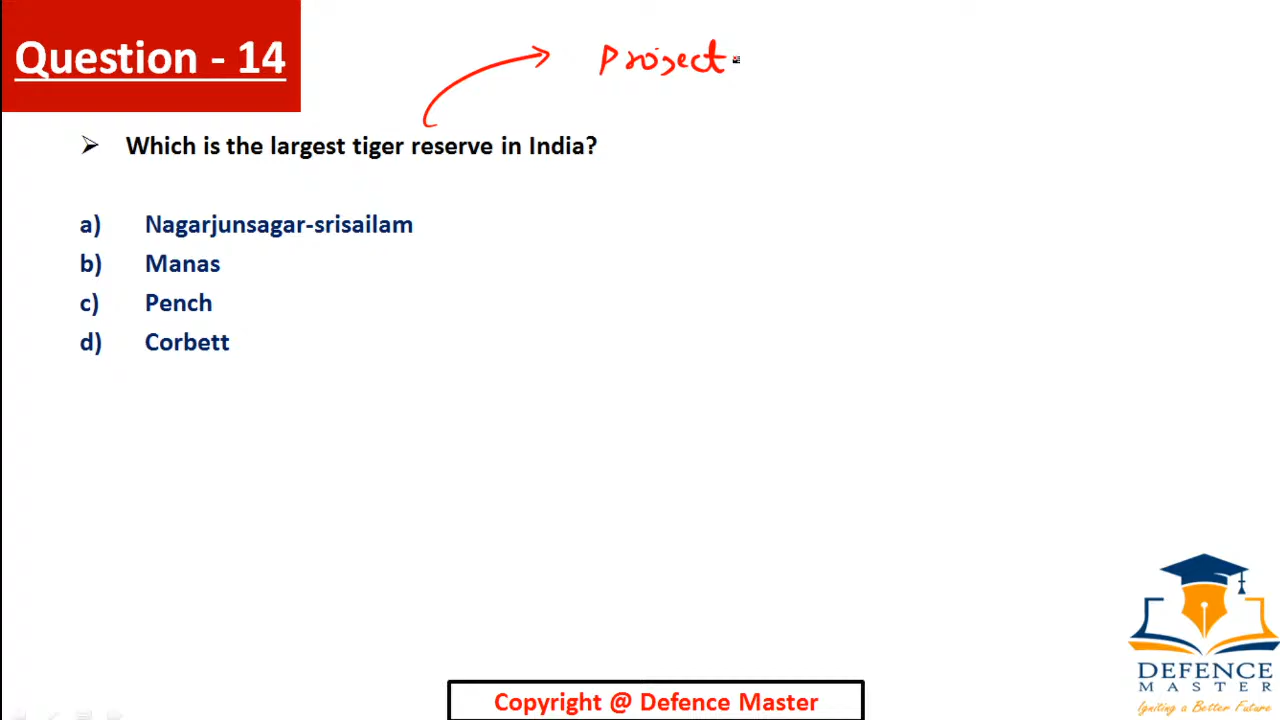 Question - 14
project
Which is the largest tiger reserve in India?
a) Nagarjunsagar-srisailam
b) Manas
c) Pench
d) Corbett
DEFENCE
MASTER
Igniting a Better Future
Copyright @ Defence Master